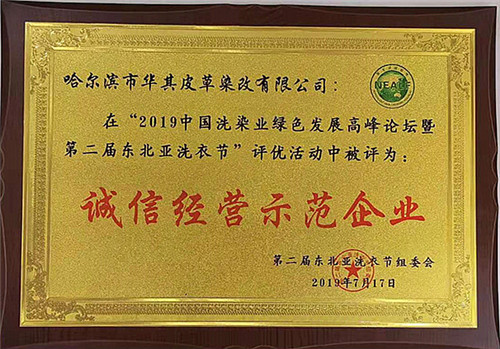 哈尔滨市华其皮草染改有限公司：
在“2019中国洗染业绿色发展高峰论坛暨
第二届东北亚洗衣节”评优活动中被评为：
诚信经营示范企业
第二届东北亚洗衣节组委会
2019年7月17日